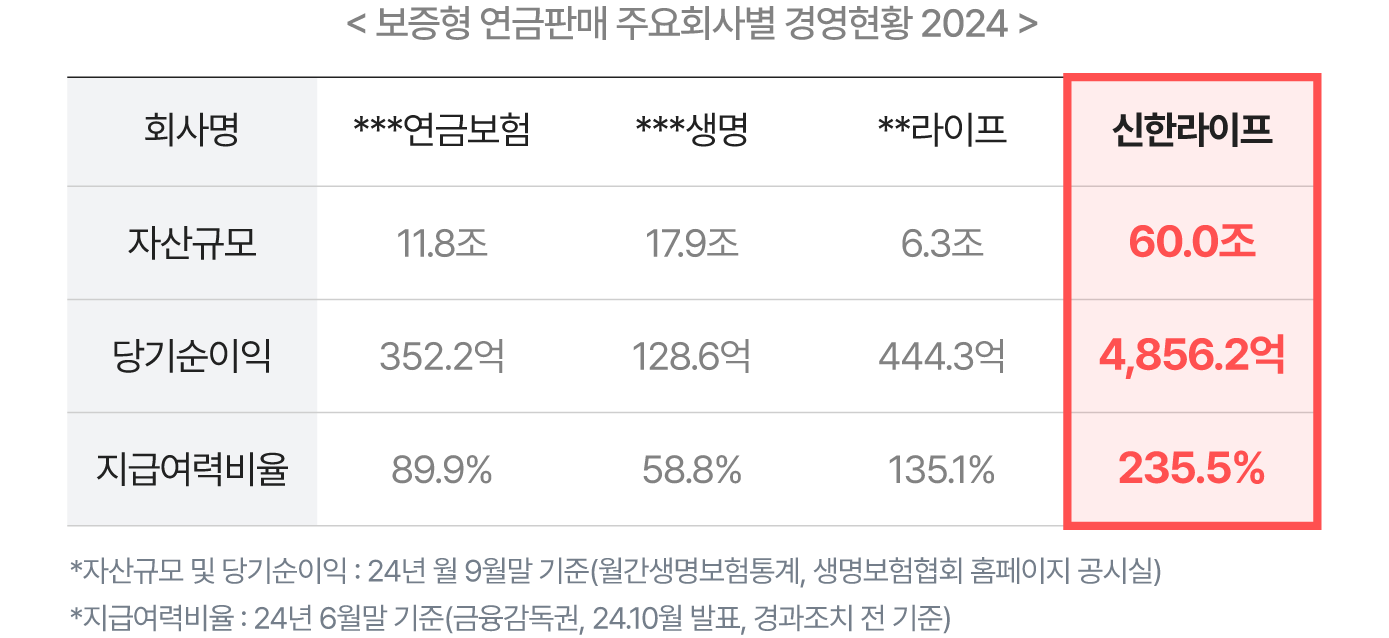 < 보증형 연금판매 주요회사별 경영현황 2024 >
회사명 ***연금보험 ***생명 **라이프 신한라이프
자산규모 11.8조 17.9조 6.3조 60.0조
당기순이익 352.2억 128.6억 444.3억 4,856.2억
지급여력비율 89.9% 58.8% 135.1% 235.5%
*자산규모 및 당기순이익 : 24년 월 9월말 기준(월간생명보험통계, 생명보험협회 홈페이지 공시실)
*지급여력비율 : 24년 6월말 기준(금융감독권, 24.10월 발표, 경과조치 전 기준)